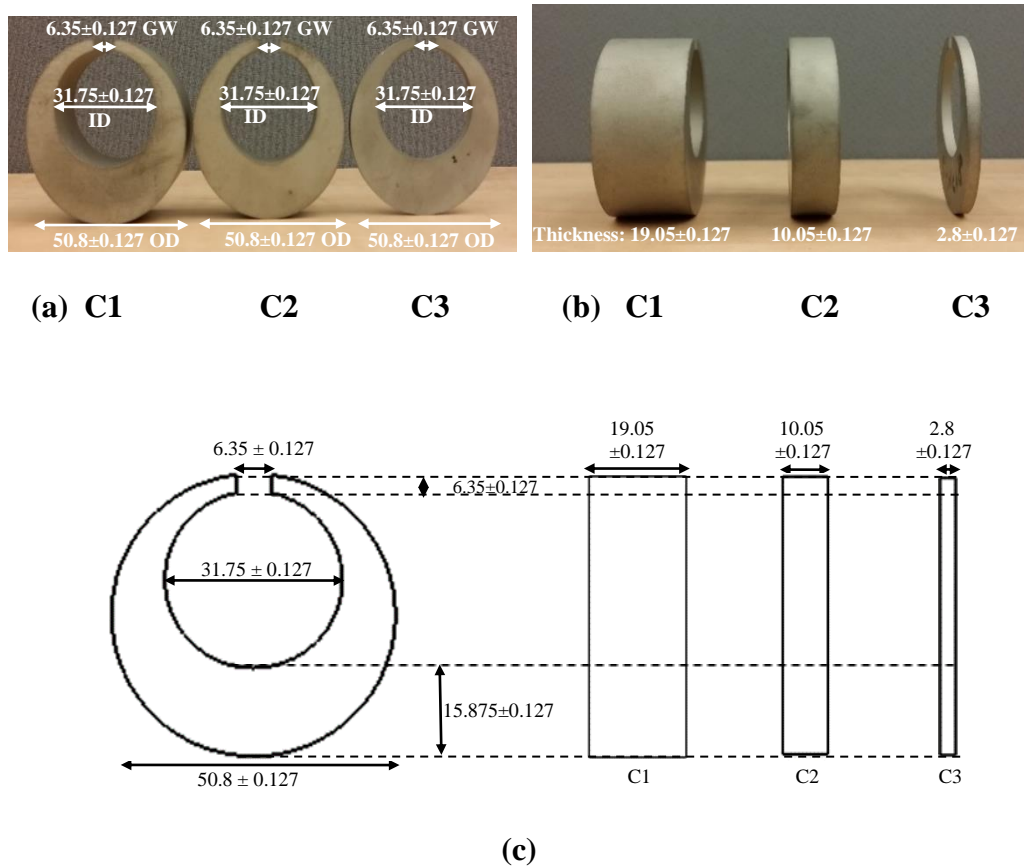 6.35±0.127 GW 6.35±0.127 GW 6.35±0.127 GW
31.75±0.127 31.75±0.127 31.75±0.127
ID ID ID
50.8±0.127 OD 50.8±0.127 OD 50.8±0.127 OD
Thickness: 19.05±0.127 10.05±0.127 2.8±0.127
(a) C1 C2 C3
(b) C1 C2 C3
6.35 ± 0.127
19.05
±0.127
10.05
±0.127
2.8
±0.127
6.35±0.127
31.75 ± 0.127
15.875±0.127
50.8 ± 0.127
C1 C2 C3
(c)